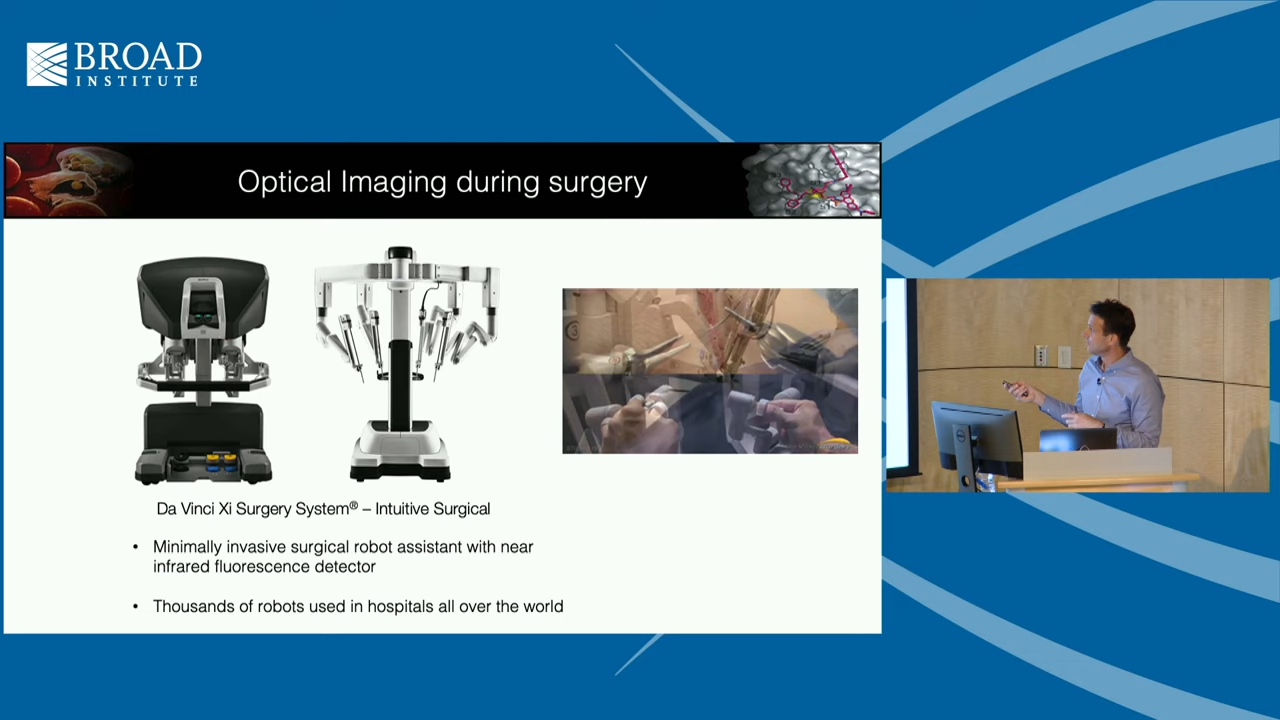 BROAD
INSTITUTE
Optical Imaging during surgery
Da Vinci Xi Surgery System® – Intuitive Surgical
• Minimally invasive surgical robot assistant with near
infrared fluorescence detector
• Thousands of robots used in hospitals all over the world